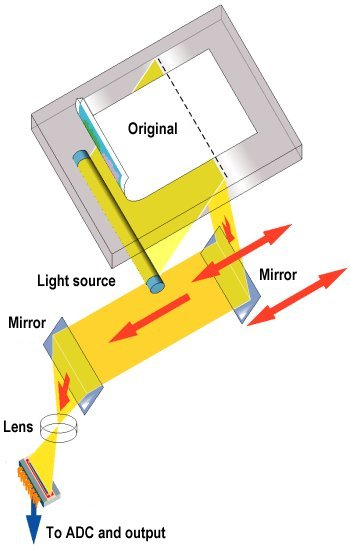 Original
Light source
Mirror
Mirror
Lens
To ADC and output